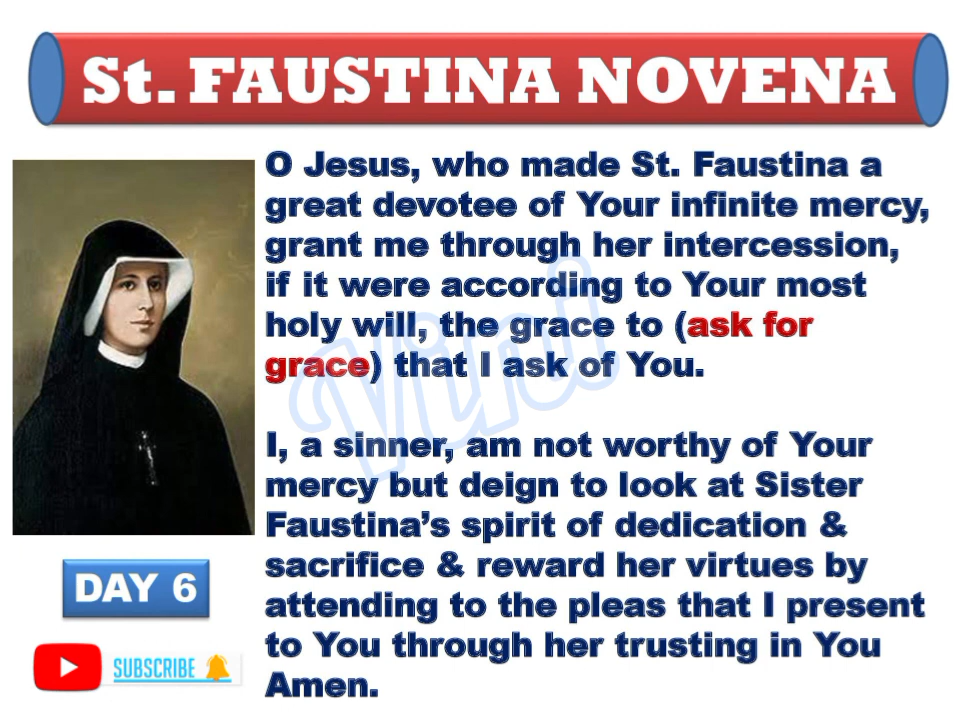 St. FAUSTINA NOVENA
O Jesus, who made St. Faustina a
great devotee of Your infinite mercy,
grant me through her intercession,
if it were according to Your most
holy will, the grace to (ask for
grace) that I ask of You.
I, a sinner, am not worthy of Your
mercy but deign to look at Sister
Faustina’s spirit of dedication &
sacrifice & reward her virtues by
attending to the pleas that I present
to You through her trusting in You
Amen.
Vini
DAY 6
SUBSCRIBE